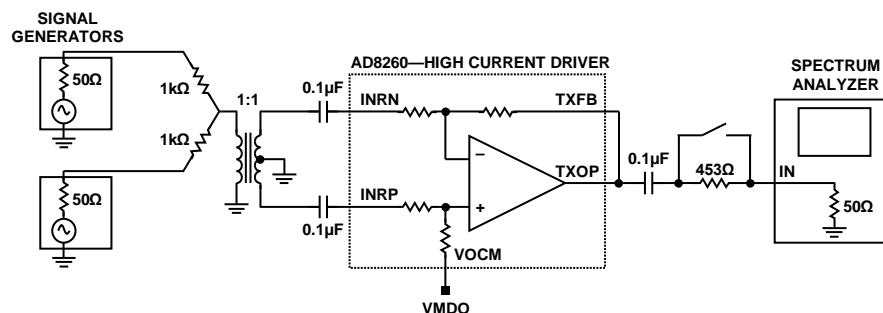 SIGNAL
GENERATORS
50Ω
1kΩ
1kΩ
50Ω
1:1
0.1µF
0.1µF
AD8260—HIGH CURRENT DRIVER
INRN
TXFB
INRP
VOCM
VMDO
TXOP
0.1µF
453Ω
SPECTRUM
ANALYZER
IN
50Ω